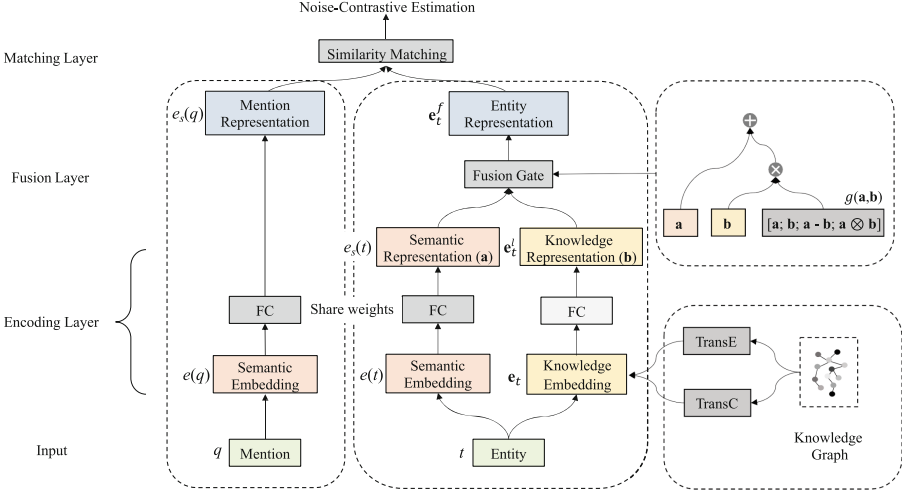 Noise-Contrastive Estimation
Matching Layer
Similarity Matching
e_s(q)
Mention
Representation
e_t^f
Entity
Representation
Fusion Layer
Fusion Gate
+
×
g(a,b)
a
b
[a; b; a - b; a ⊗ b]
e_s(t)
Semantic
Representation (a)
e_t^l
Knowledge
Representation (b)
Encoding Layer
FC
Share weights
FC
FC
e(q)
Semantic
Embedding
e(t)
Semantic
Embedding
e_t
Knowledge
Embedding
TransE
TransC
Knowledge
Graph
Input
q
Mention
t
Entity